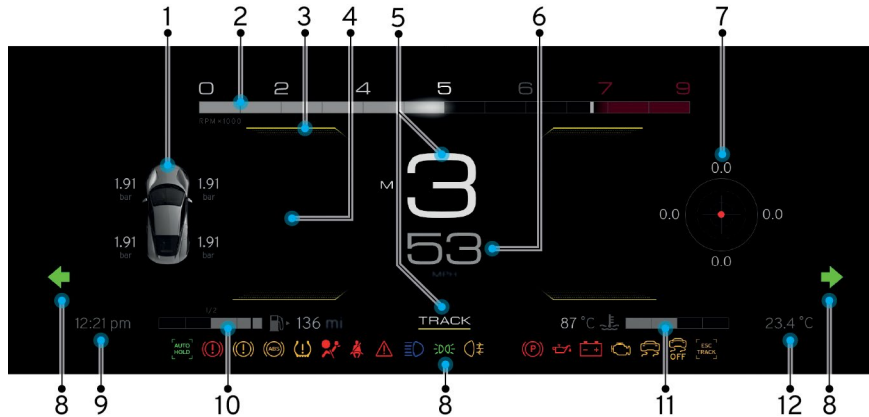 1 2 3 4 5 6 7
0 2 4 5 6 7 9
RPM×1000
0.0
M 3
1.91 bar 1.91 bar
0.0 0.0
1.91 bar 1.91 bar
53
MPH
0.0
12:21 pm 1/2 136 mi TRACK 87 °C 23.4 °C
AUTO HOLD ABS P OFF ESC TRACK
8 9 10 8 11 12 8